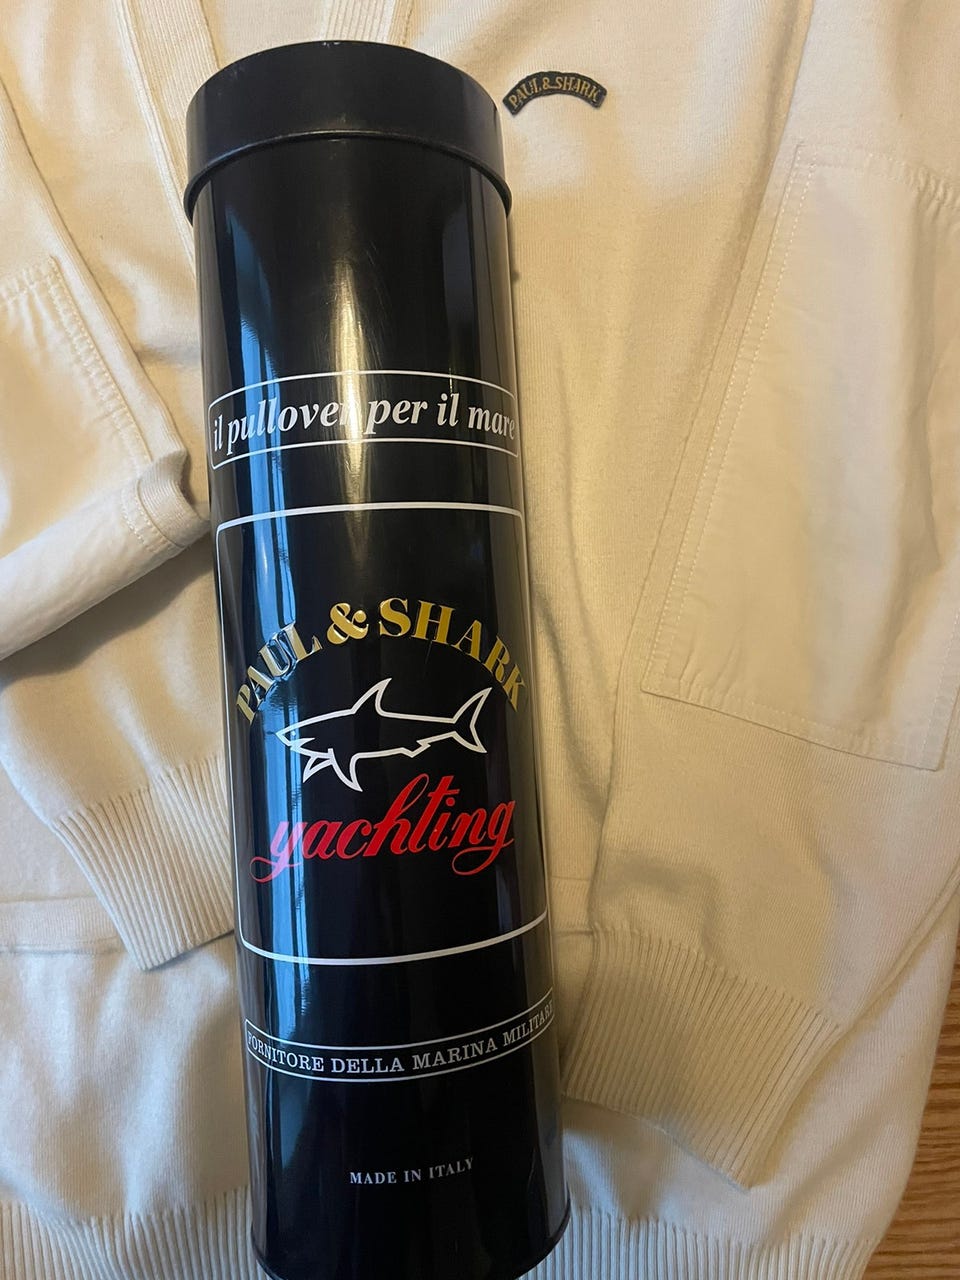 PAUL & SHARK
il pullover per il mare
PAUL & SHARK
yachting
FORNITORE DELLA MARINA MILITARE
MADE IN ITALY